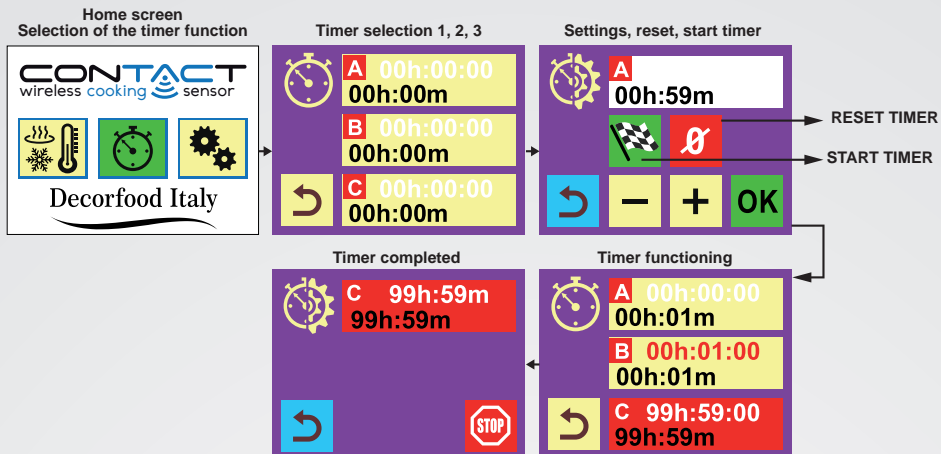 Home screen
Selection of the timer function
CONTACT
wireless cooking sensor
Decorfood Italy
Timer selection 1, 2, 3
A 00h:00:00
00h:00m
B 00h:00:00
00h:00m
C 00h:00:00
00h:00m
Settings, reset, start timer
A
00h:59m
0
- +
OK
RESET TIMER
START TIMER
Timer completed
C 99h:59m
99h:59m
STOP
Timer functioning
A 00h:00:00
00h:01m
B 00h:01:00
00h:01m
C 99h:59:00
99h:59m